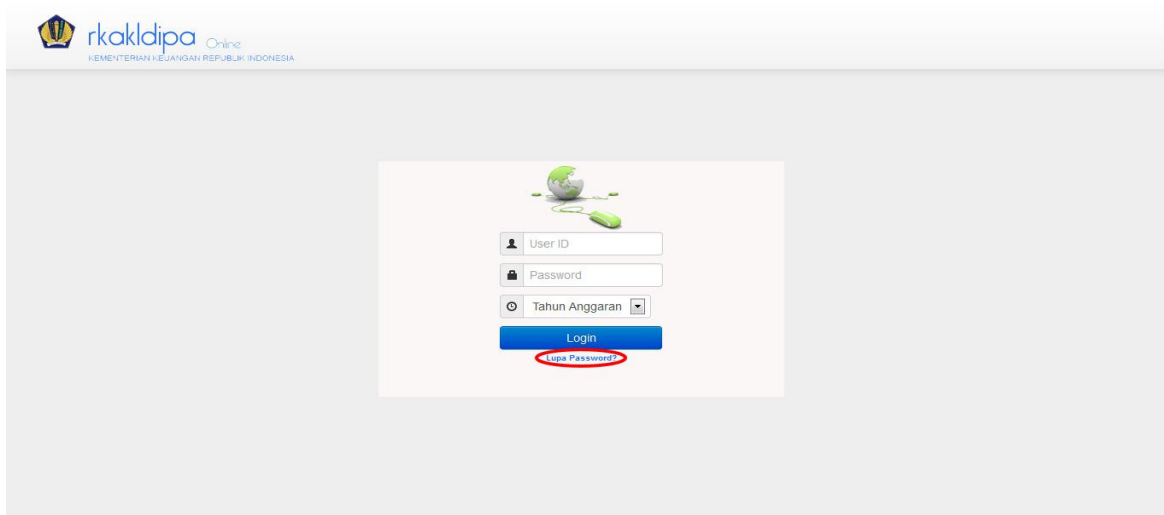 rkakldipa Online
KEMENTERIAN KEUANGAN REPUBLIK INDONESIA
User ID
Password
Tahun Anggaran
Login
Lupa Password?